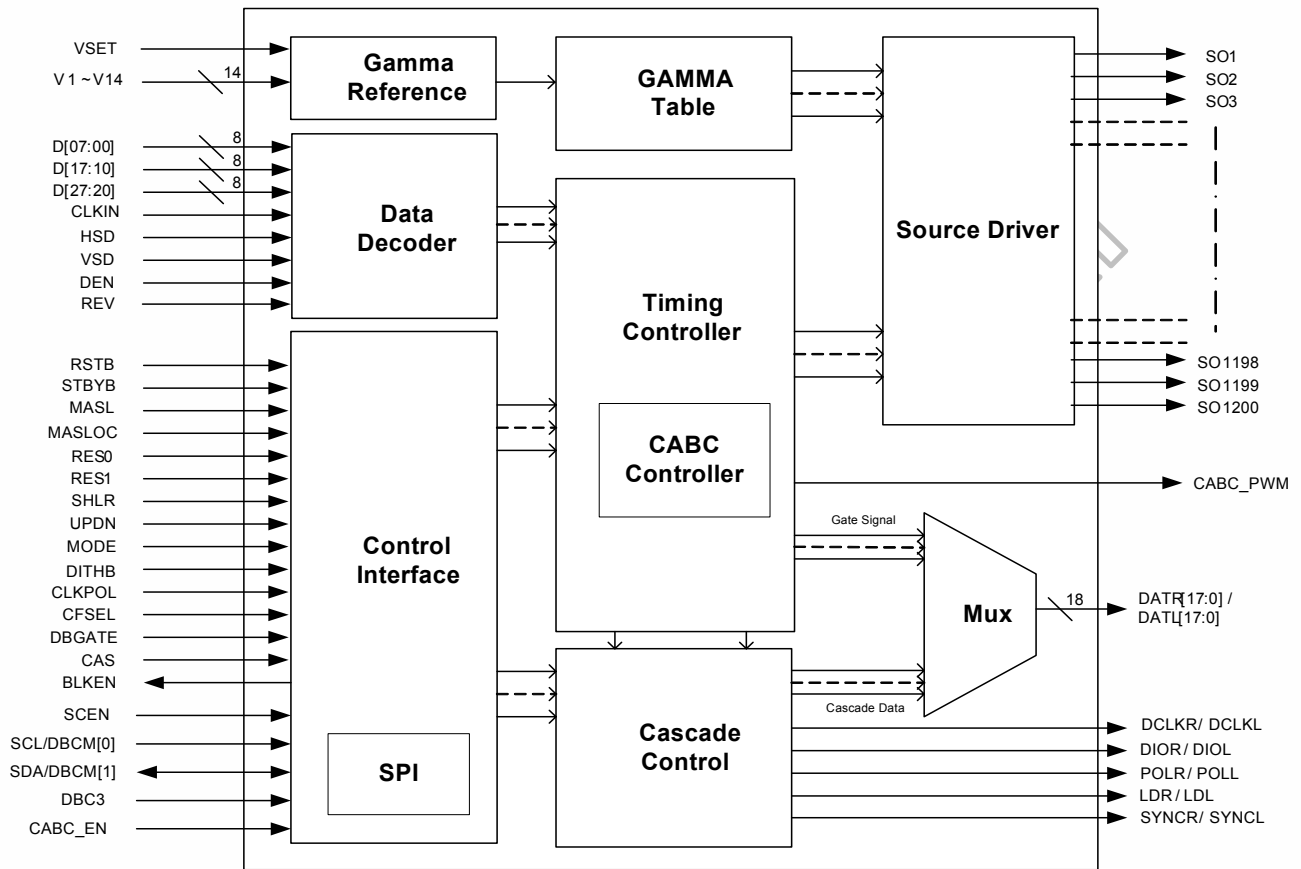 VSET
V1 ~ V14
14
Gamma
Reference
GAMMA
Table
D[07:00]
8
D[17:10]
8
D[27:20]
8
CLKIN
HSD
VSD
DEN
REV
Data
Decoder
Source Driver
SO1
SO2
SO3
SO1198
SO1199
SO1200
Timing
Controller
CABC
Controller
CABC_PWM
RSTB
STBYB
MASL
MASLOC
RES0
RES1
SHLR
UPDN
MODE
DITHB
CLKPOL
CFSEL
DBGATE
CAS
BLKEN
SCEN
SCL/DBCM[0]
SDA/DBCM[1]
DBC3
CABC_EN
Control
Interface
SPI
Gate Signal
Mux
18
DATR[17:0] /
DATL[17:0]
Cascade Data
Cascade
Control
DCLKR/ DCLKL
DIOR/ DIOL
POLR/ POLL
LDR/ LDL
SYNCR/ SYNCL